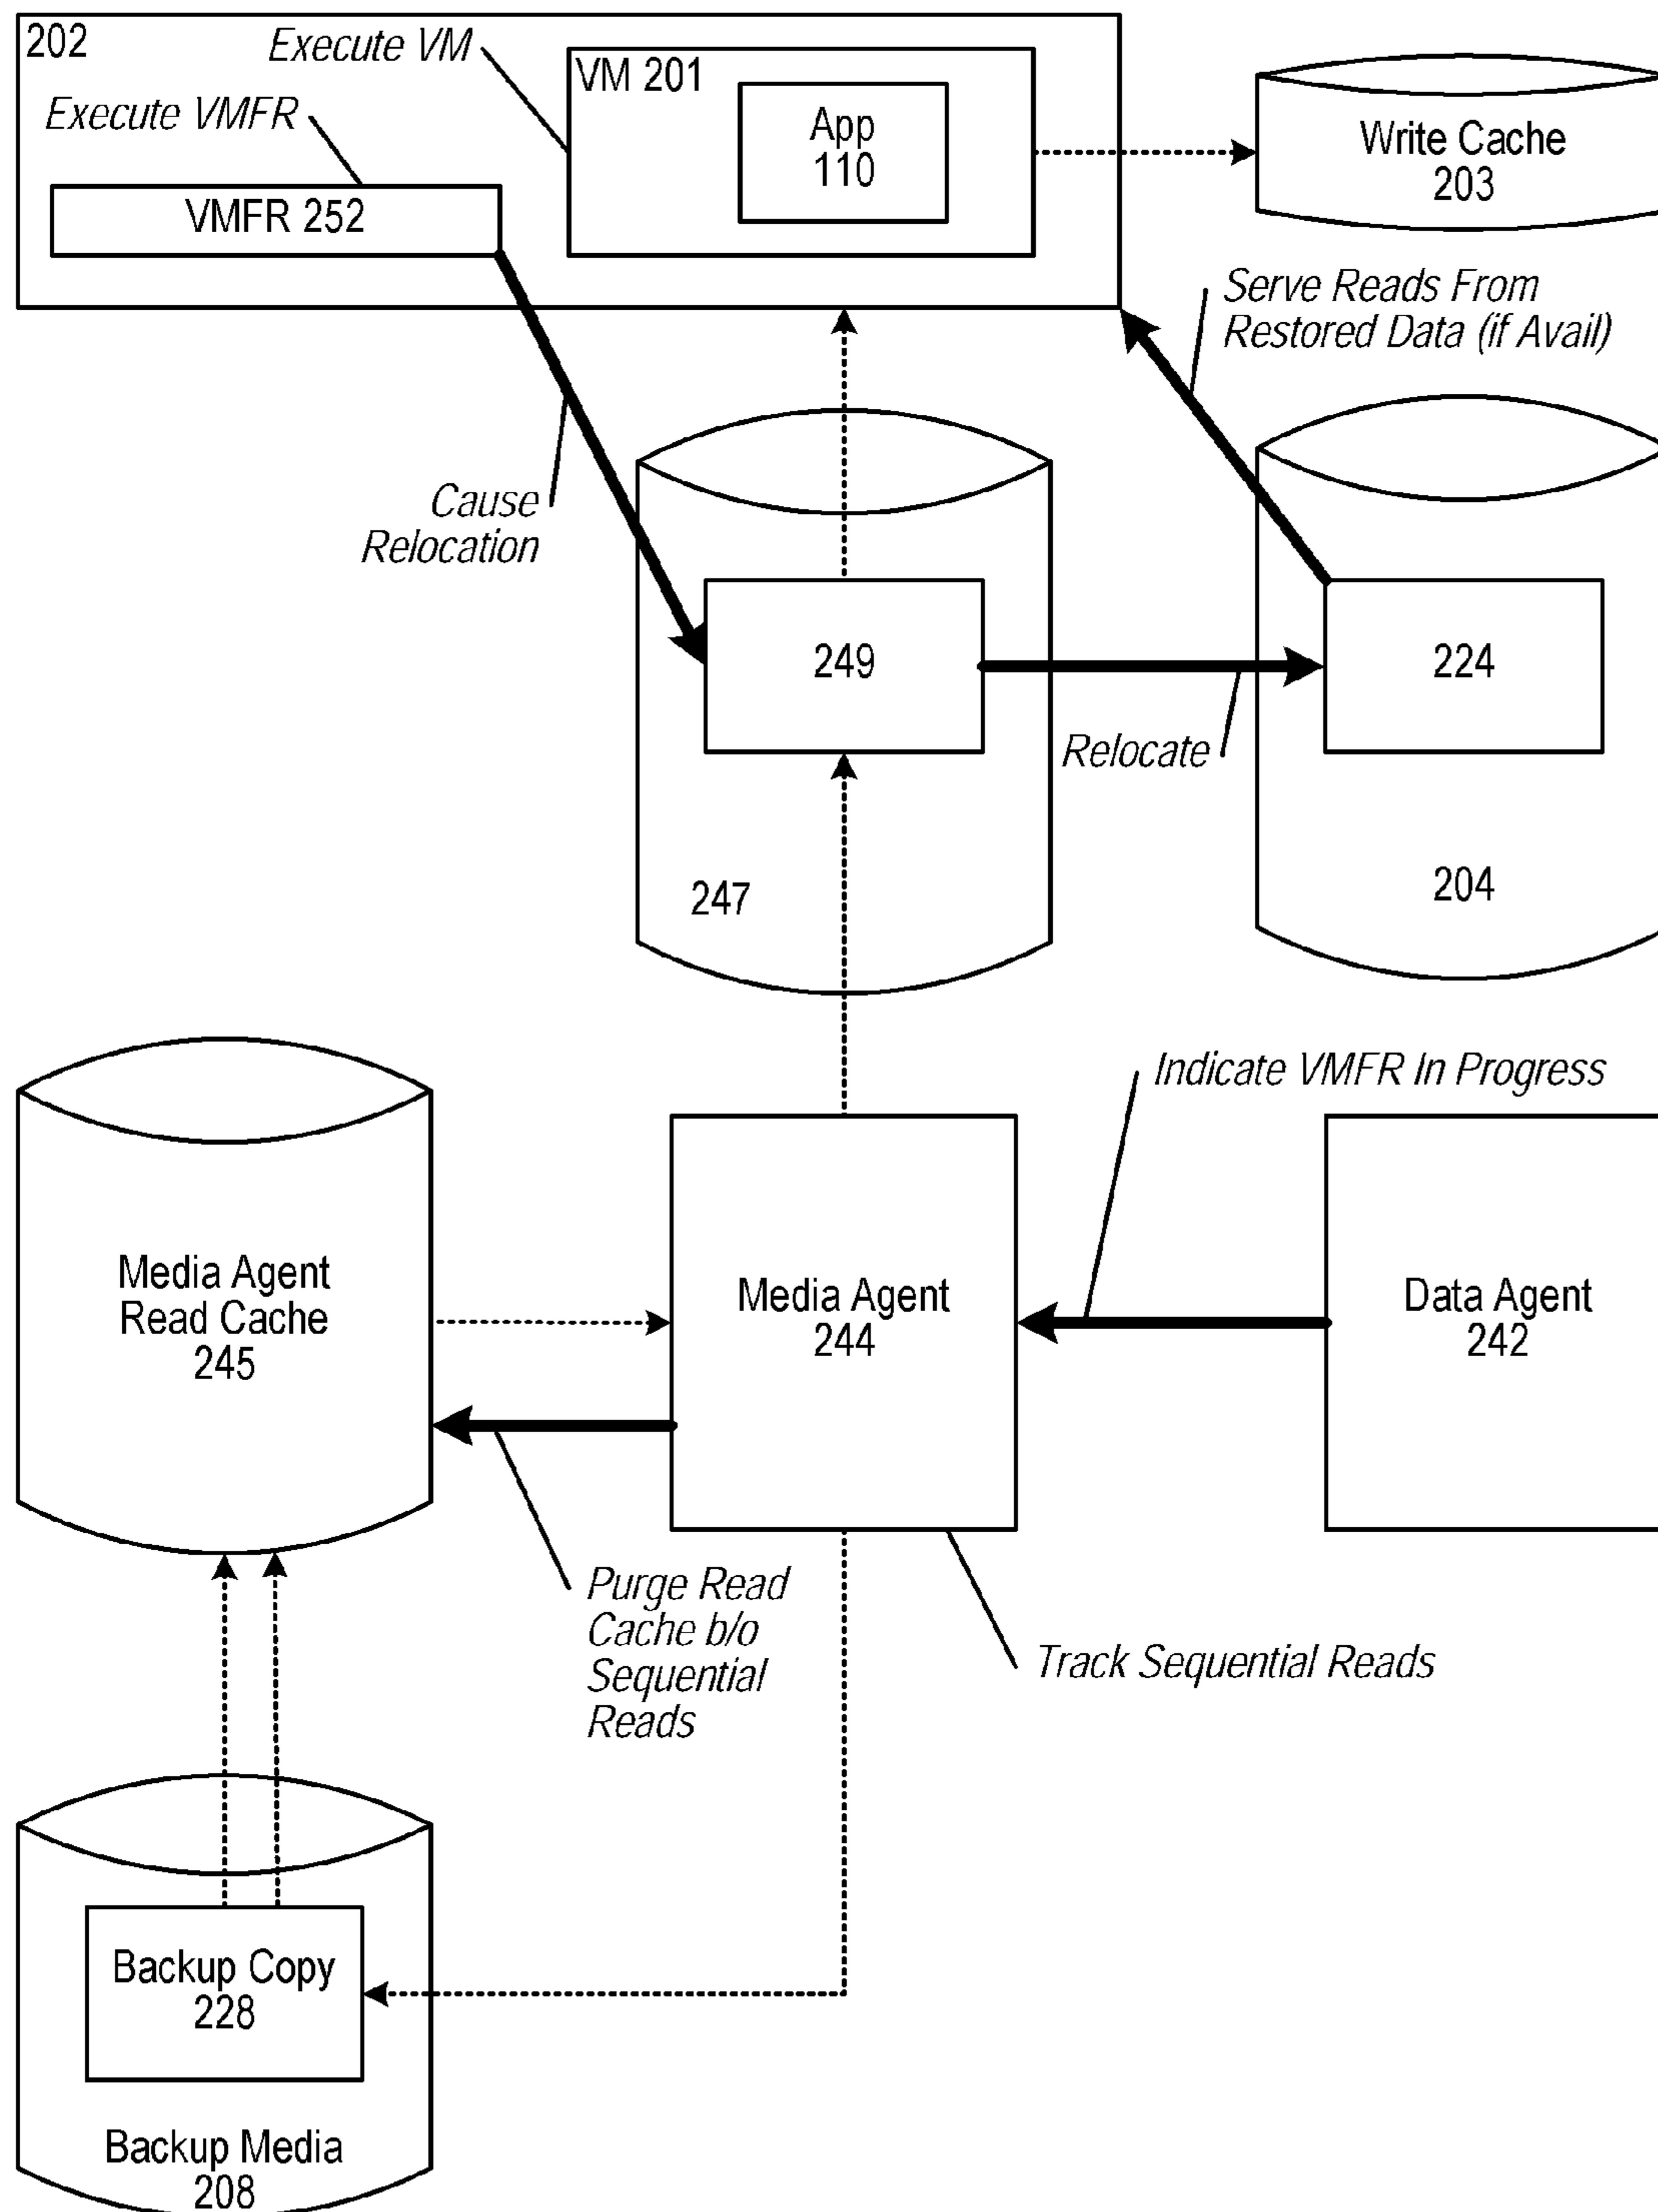 202
Execute VM
VM 201
App
110
Execute VMFR
VMFR 252
Write Cache
203
Serve Reads From
Restored Data (if Avail)
Cause
Relocation
249
224
Relocate
247
204
Indicate VMFR In Progress
Media Agent
Read Cache
245
Media Agent
244
Data Agent
242
Purge Read
Cache b/o
Sequential
Reads
Track Sequential Reads
Backup Copy
228
Backup Media
208